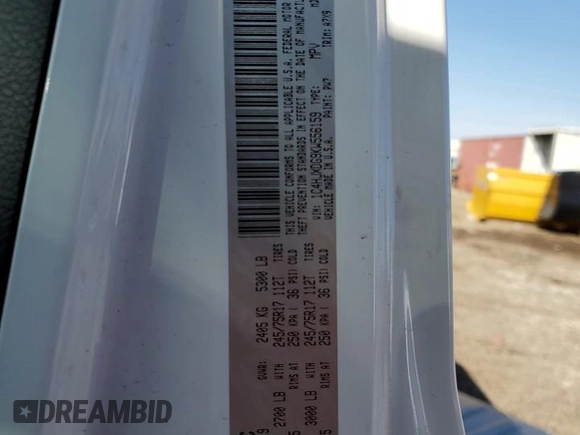 THIS VEHICLE CONFORMS TO ALL APPLICABLE U.S.A. FEDERAL MOTOR
THEFT PREVENTION STANDARDS IN EFFECT ON THE DATE OF MANUFACTUR
VIN: 1C4HJXDG9KW556159 TYPE: MPV
VEHICLE MADE IN U.S.A. PAINT: PW7 TRIM: A7X9
GVWR: 2405 KG 5300 LB
2700 LB WITH 245/75R17 112T TIRES
RIMS AT 250 KPA ( 36 PSI) COLD
3000 LB WITH 245/75R17 112T TIRES
RIMS AT 250 KPA ( 36 PSI) COLD
DREAMBID
.COM